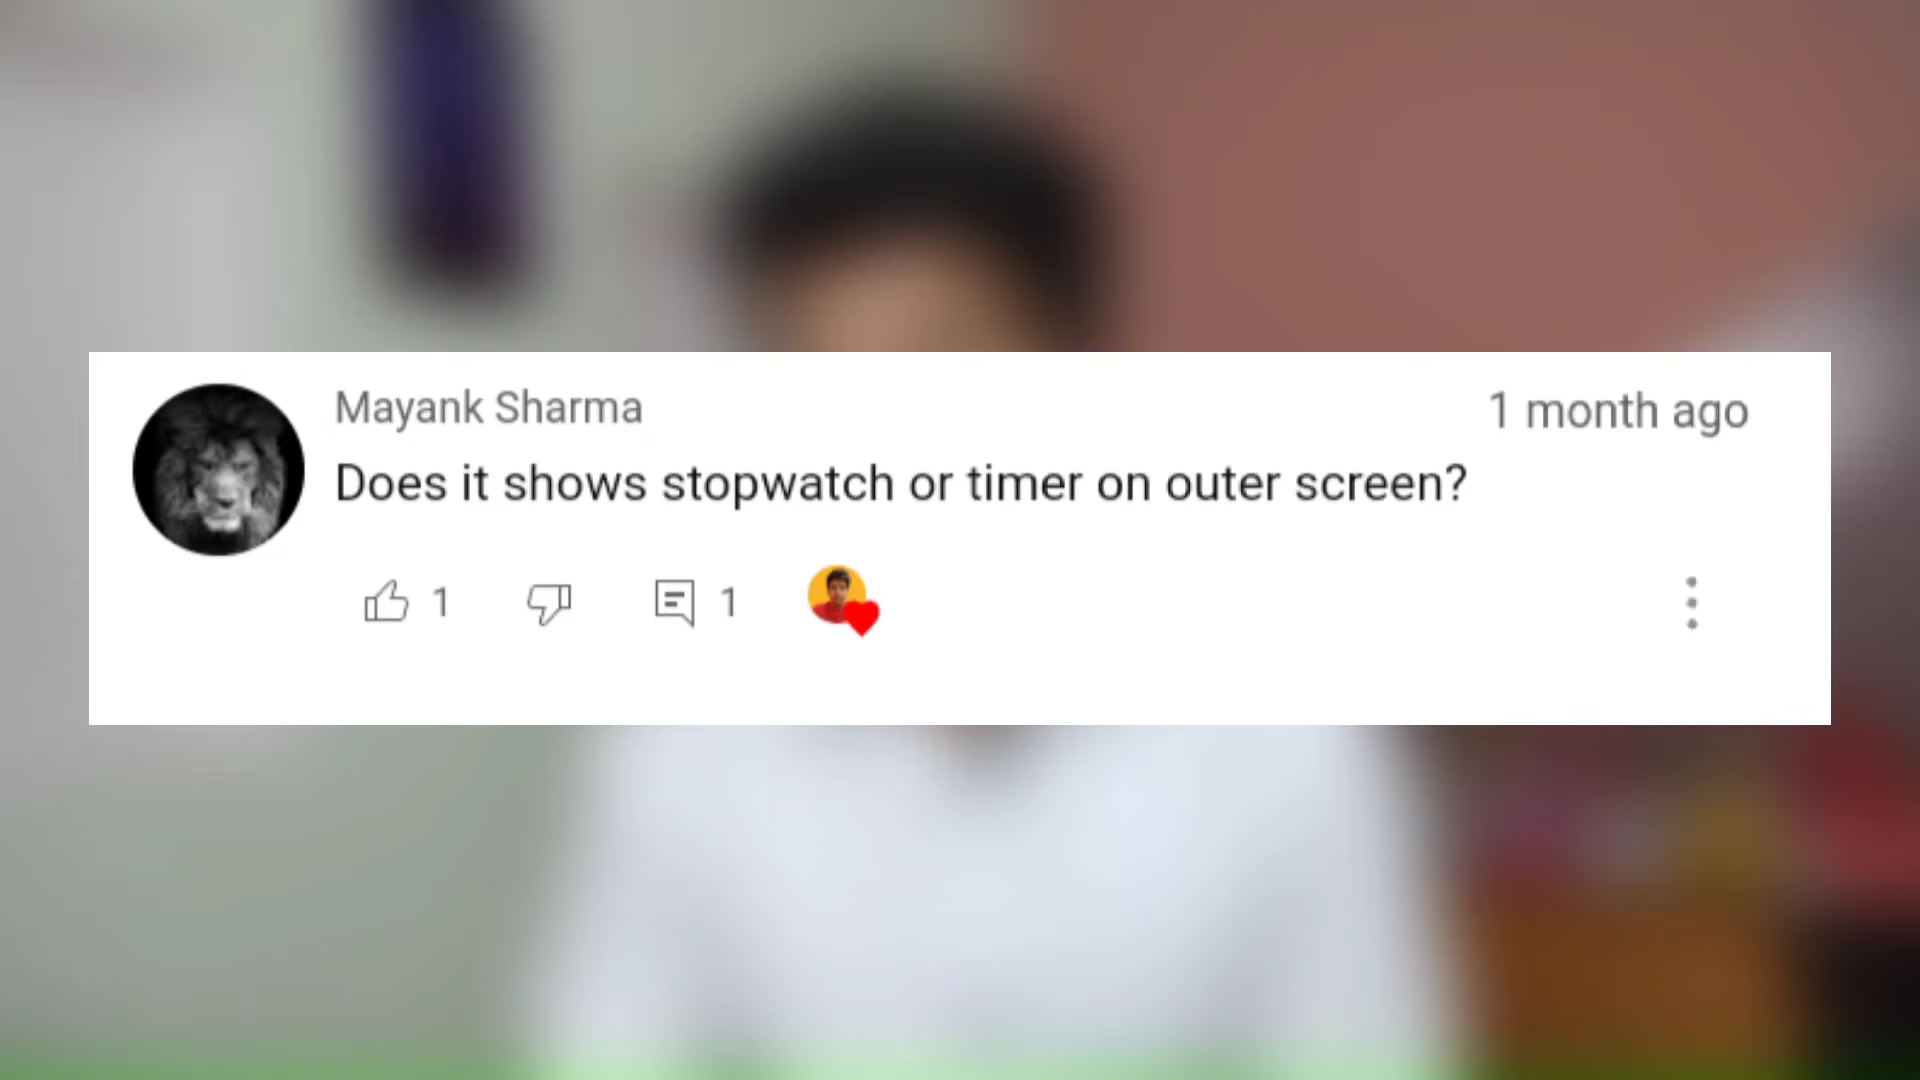 Mayank Sharma
1 month ago
Does it shows stopwatch or timer on outer screen?
1
1